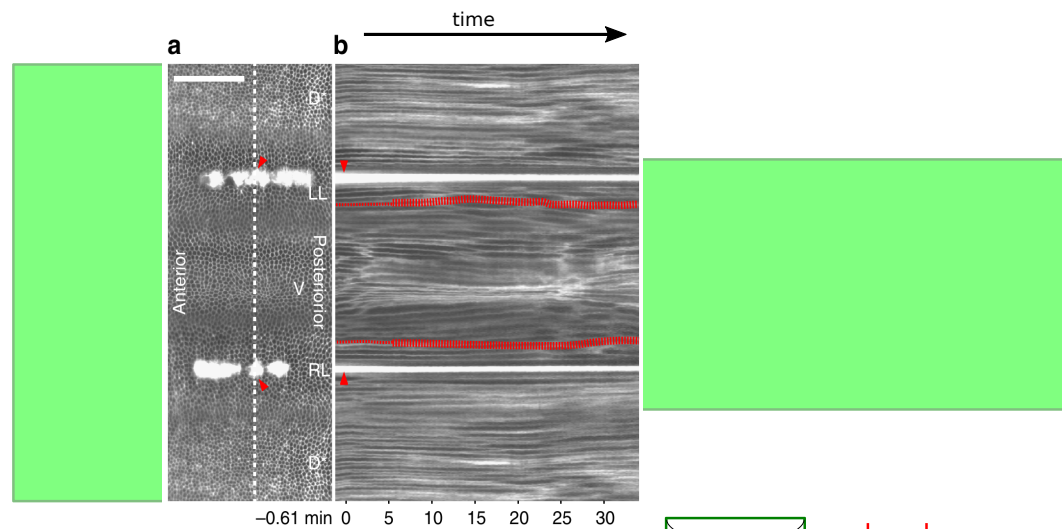 time
a
b
D*
LL
Anterior
Posteriorior
V
RL
D*
–0.61 min
0 5 10 15 20 25 30